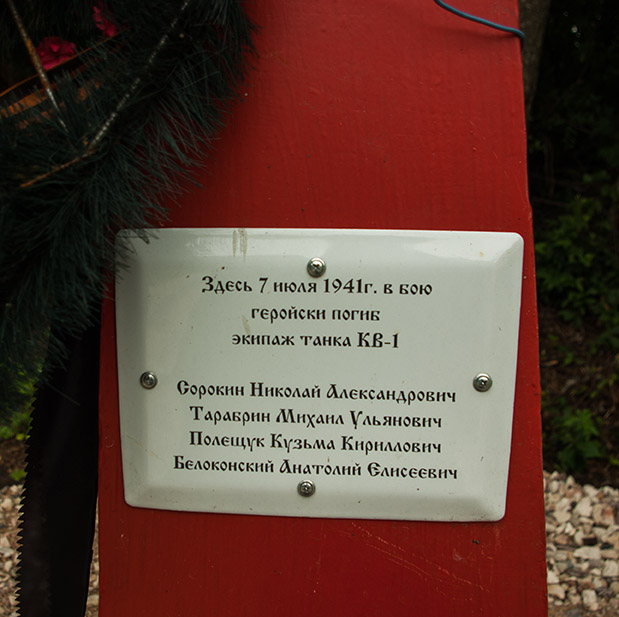 Здесь 7 июля 1941г. в бою
геройски погиб
экипаж танка КВ-1
Сорокин Николай Александрович
Тарабрин Михаил Ульянович
Полещук Кузьма Кириллович
Белоконский Анатолий Елисеевич